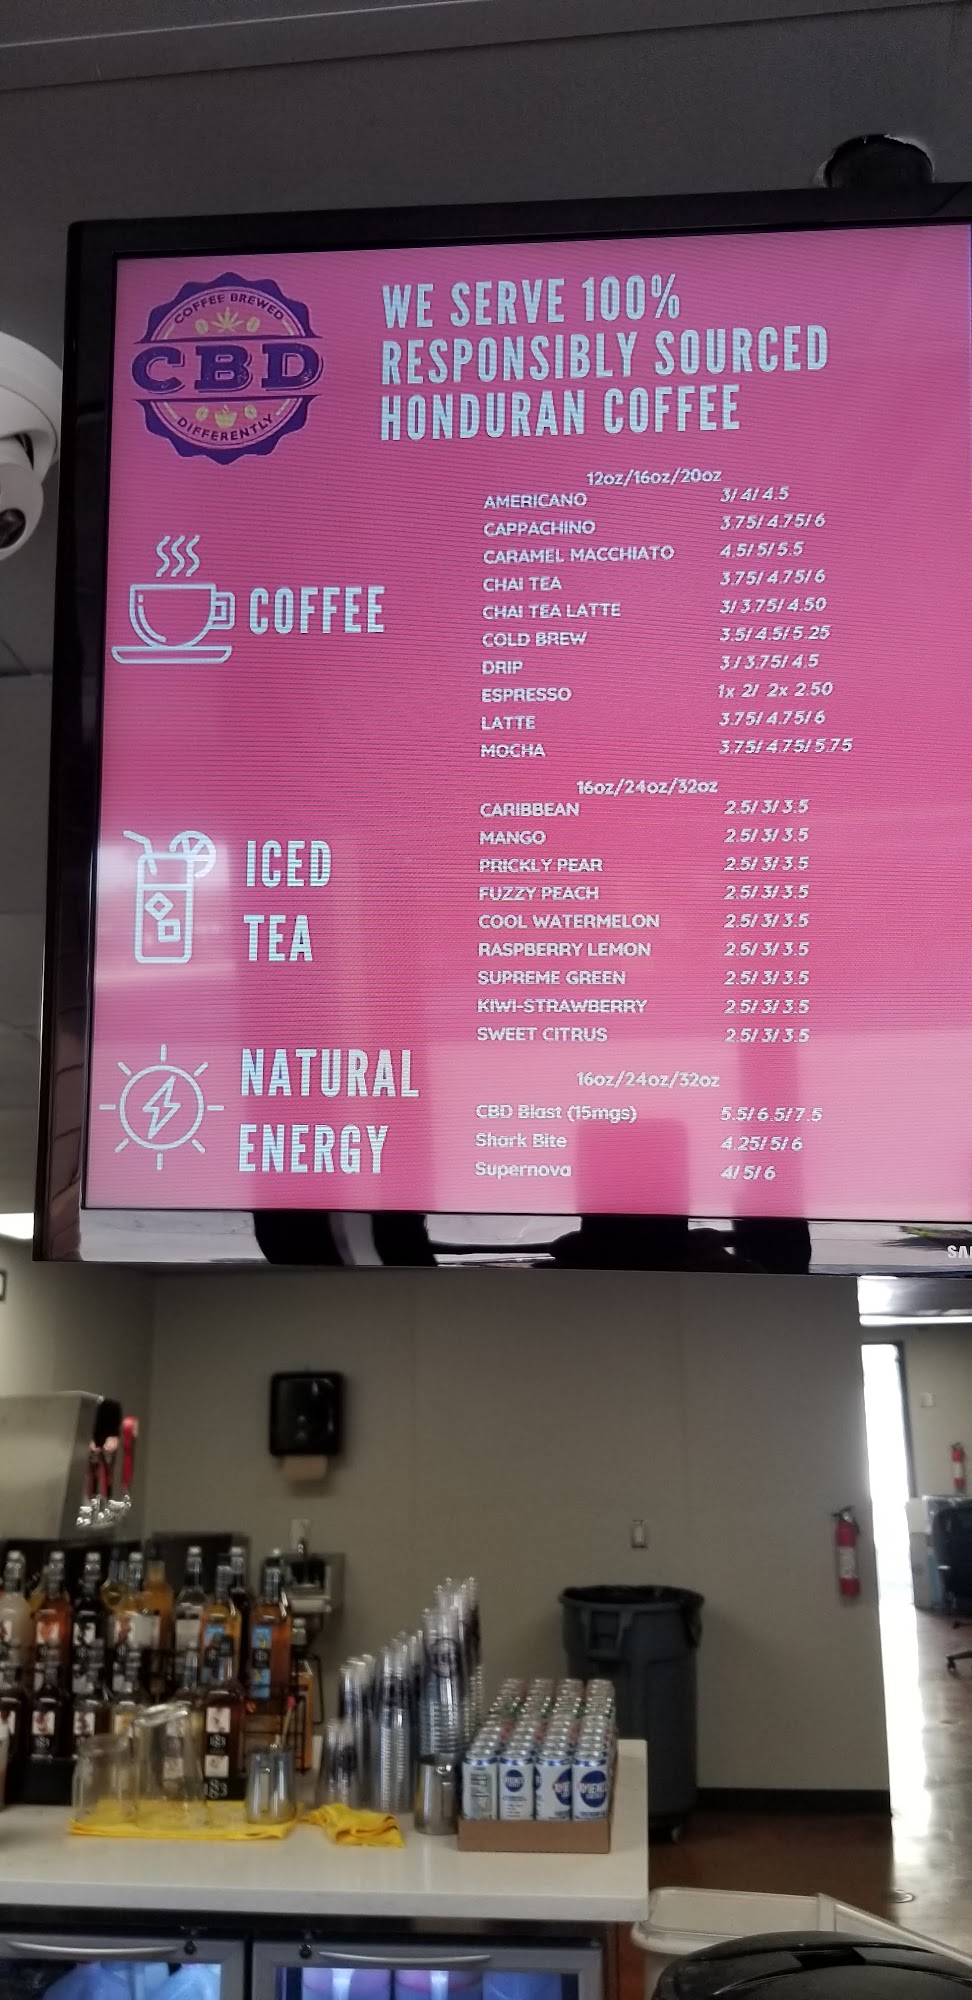 COFFEE BREWED
CBD
DIFFERENTLY
WE SERVE 100%
RESPONSIBLY SOURCED
HONDURAN COFFEE
COFFEE
12oz/16oz/20oz
AMERICANO 3/4/4.5
CAPPACHINO 3.75/4.75/6
CARAMEL MACCHIATO 4.5/5/5.5
CHAI TEA 3.75/4.75/6
CHAI TEA LATTE 3/3.75/4.50
COLD BREW 3.5/4.5/5.25
DRIP 3/3.75/4.5
ESPRESSO 1x 2/ 2x 2.50
LATTE 3.75/4.75/6
MOCHA 3.75/4.75/5.75
ICED
TEA
16oz/24oz/32oz
CARIBBEAN 2.5/3/3.5
MANGO 2.5/3/3.5
PRICKLY PEAR 2.5/3/3.5
FUZZY PEACH 2.5/3/3.5
COOL WATERMELON 2.5/3/3.5
RASPBERRY LEMON 2.5/3/3.5
SUPREME GREEN 2.5/3/3.5
KIWI-STRAWBERRY 2.5/3/3.5
SWEET CITRUS 2.5/3/3.5
NATURAL
ENERGY
16oz/24oz/32oz
CBD Blast (15mgs) 5.5/6.5/7.5
Shark Bite 4.25/5/6
Supernova 4/5/6